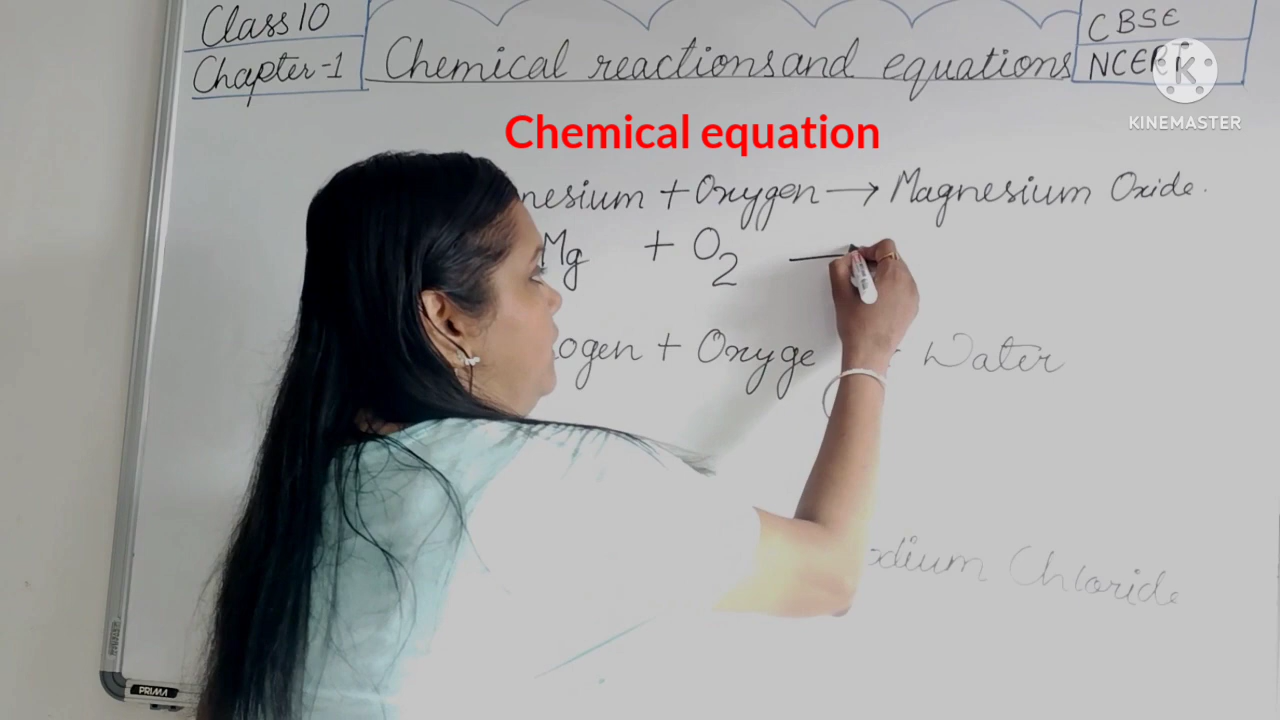 Class 10
Chapter-1
Chemical reactions and equations
CBSE
NCERT
KINEMASTER
Chemical equation
nesium + Oxygen → Magnesium Oxide.
Mg + O2 —
ogen + Oxyge Water
dium Chloride
PRIMA